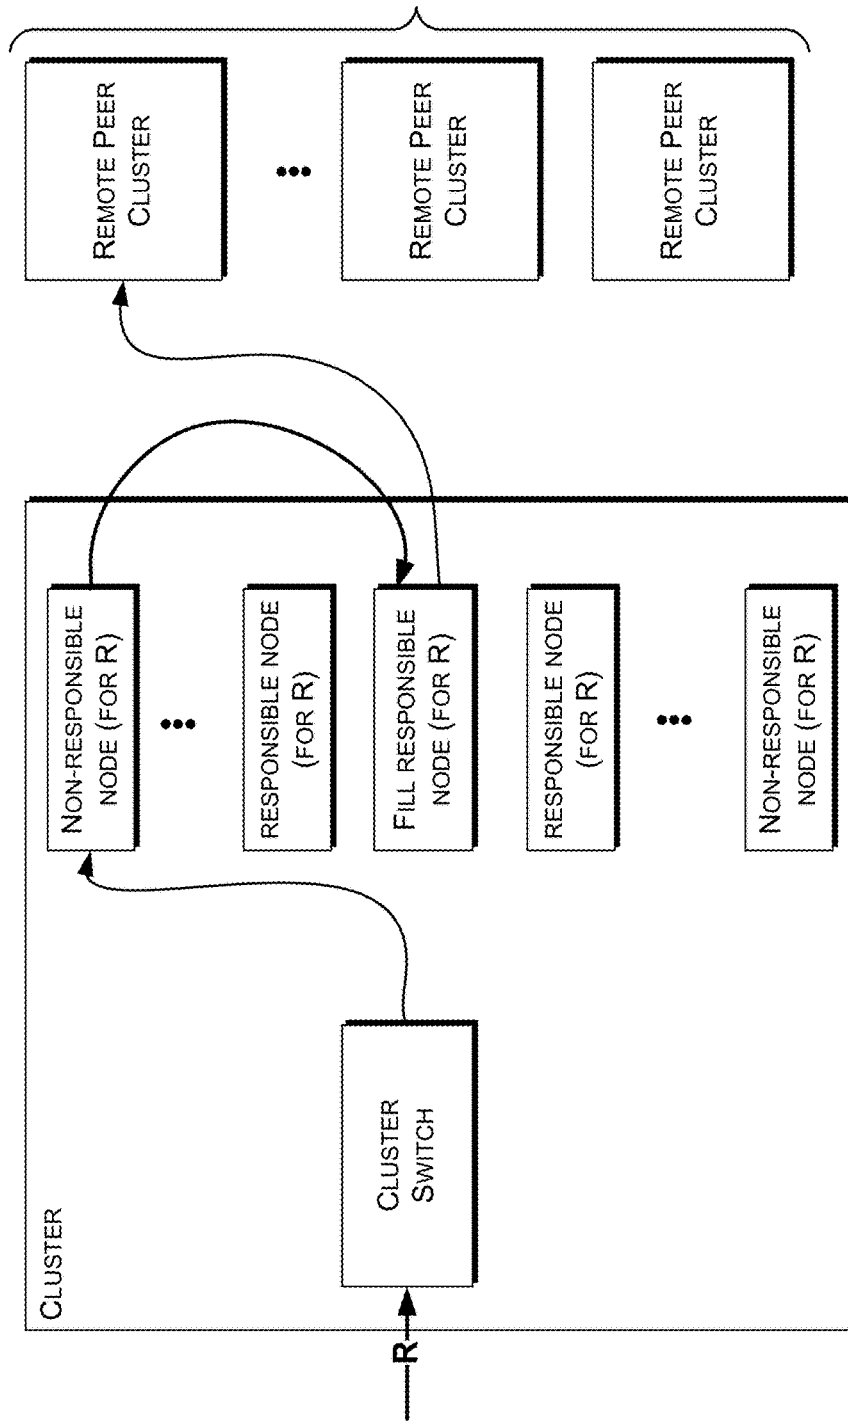 CLUSTER
R
CLUSTER
SWITCH
NON-RESPONSIBLE
NODE (FOR R)
RESPONSIBLE NODE
(FOR R)
FILL RESPONSIBLE
NODE (FOR R)
RESPONSIBLE NODE
(FOR R)
NON-RESPONSIBLE
NODE (FOR R)
REMOTE PEER
CLUSTER
REMOTE PEER
CLUSTER
REMOTE PEER
CLUSTER